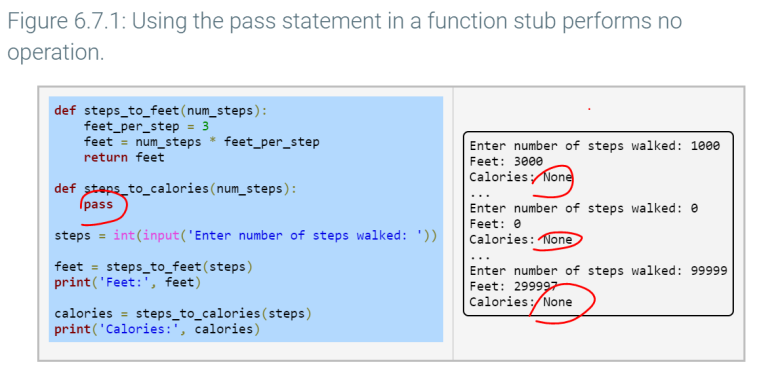 Figure 6.7.1: Using the pass statement in a function stub performs no
operation.
def steps_to_feet(num_steps):
    feet_per_step = 3
    feet = num_steps * feet_per_step
    return feet
def steps_to_calories(num_steps):
    pass
steps = int(input('Enter number of steps walked: '))
feet = steps_to_feet(steps)
print('Feet:', feet)
calories = steps_to_calories(steps)
print('Calories:', calories)
Enter number of steps walked: 1000
Feet: 3000
Calories: None
...
Enter number of steps walked: 0
Feet: 0
Calories: None
...
Enter number of steps walked: 99999
Feet: 299997
Calories: None